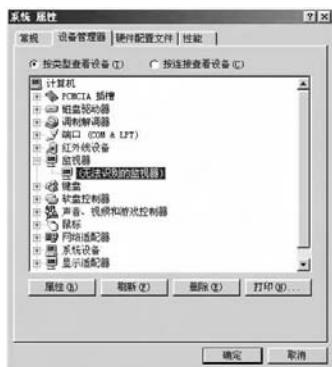 系统 属性
常规 设备管理器 硬件配置文件 性能
按类型查看设备(T) 按连接查看设备(C)
计算机
PCMCIA 插槽
磁盘驱动器
调制解调器
端口 (COM & LPT)
红外线设备
监视器
(无法识别的监视器)
键盘
软盘控制器
声音、视频和游戏控制器
鼠标
网络适配器
系统设备
显示适配器
属性(R) 刷新(F) 删除(E) 打印(N)...
确定 取消